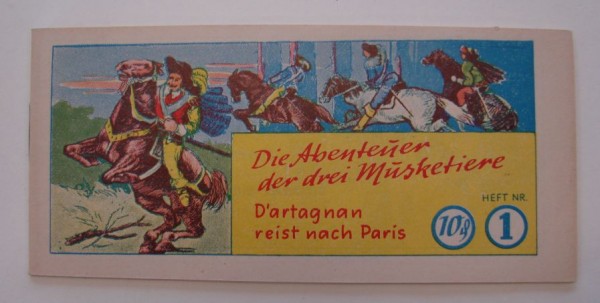 Die Abenteuer
der drei Musketiere
D'artagnan
reist nach Paris
HEFT NR.
10₰ 1